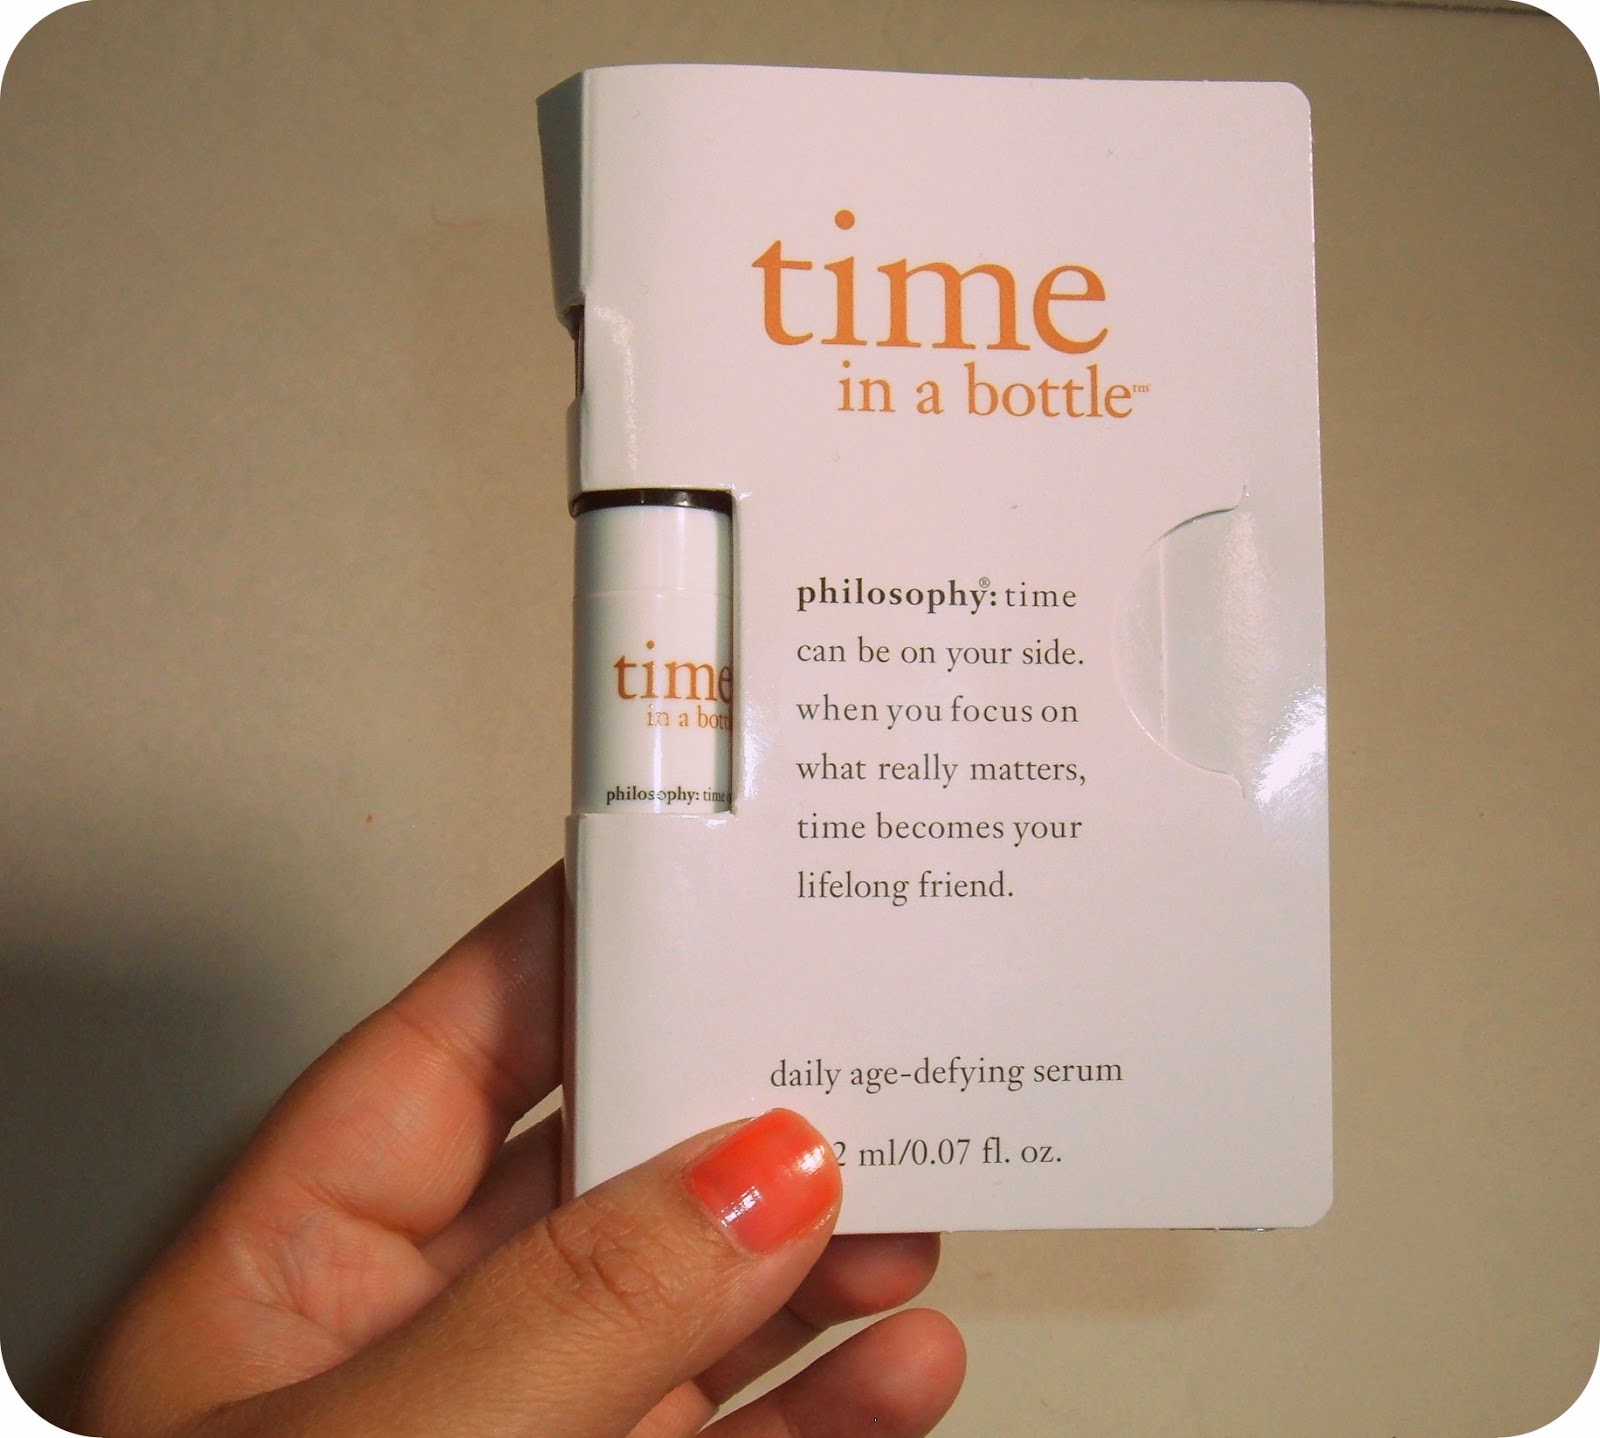 time
in a bottle™
time
in a
philosophy: time
philosophy®: time
can be on your side.
when you focus on
what really matters,
time becomes your
lifelong friend.
daily age-defying serum
2 ml/0.07 fl. oz.